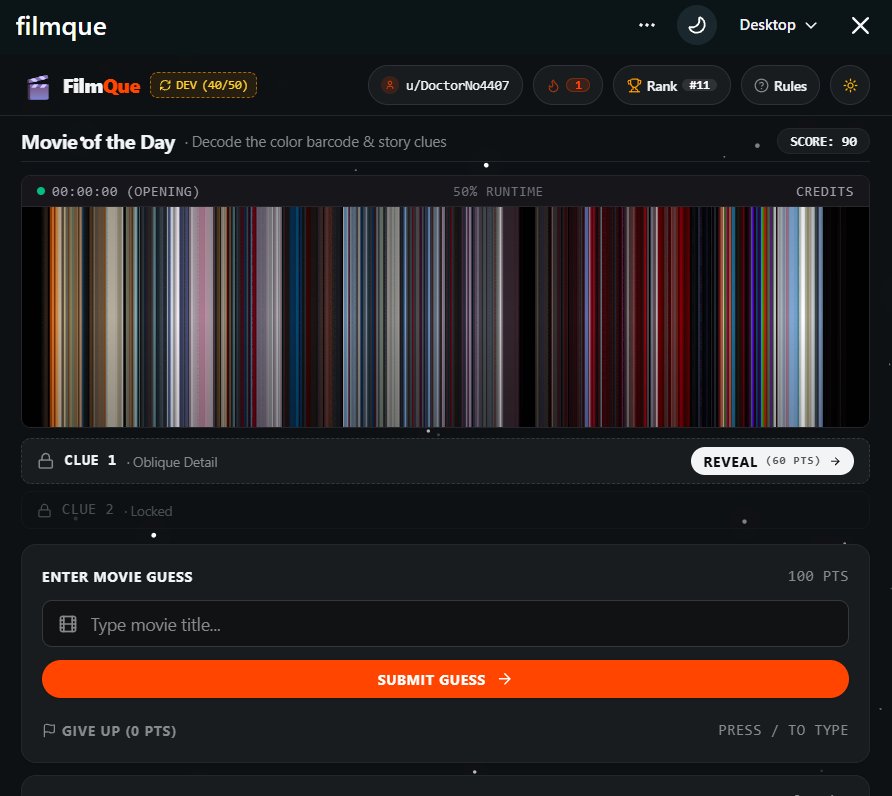 filmque
Desktop
FilmQue DEV (40/50) u/DoctorNo4407 1 Rank #11 Rules
Movie of the Day · Decode the color barcode & story clues SCORE: 90
00:00:00 (OPENING) 50% RUNTIME CREDITS
CLUE 1 · Oblique Detail REVEAL (60 PTS) →
CLUE 2 · Locked
ENTER MOVIE GUESS 100 PTS
Type movie title...
SUBMIT GUESS →
GIVE UP (0 PTS) PRESS / TO TYPE